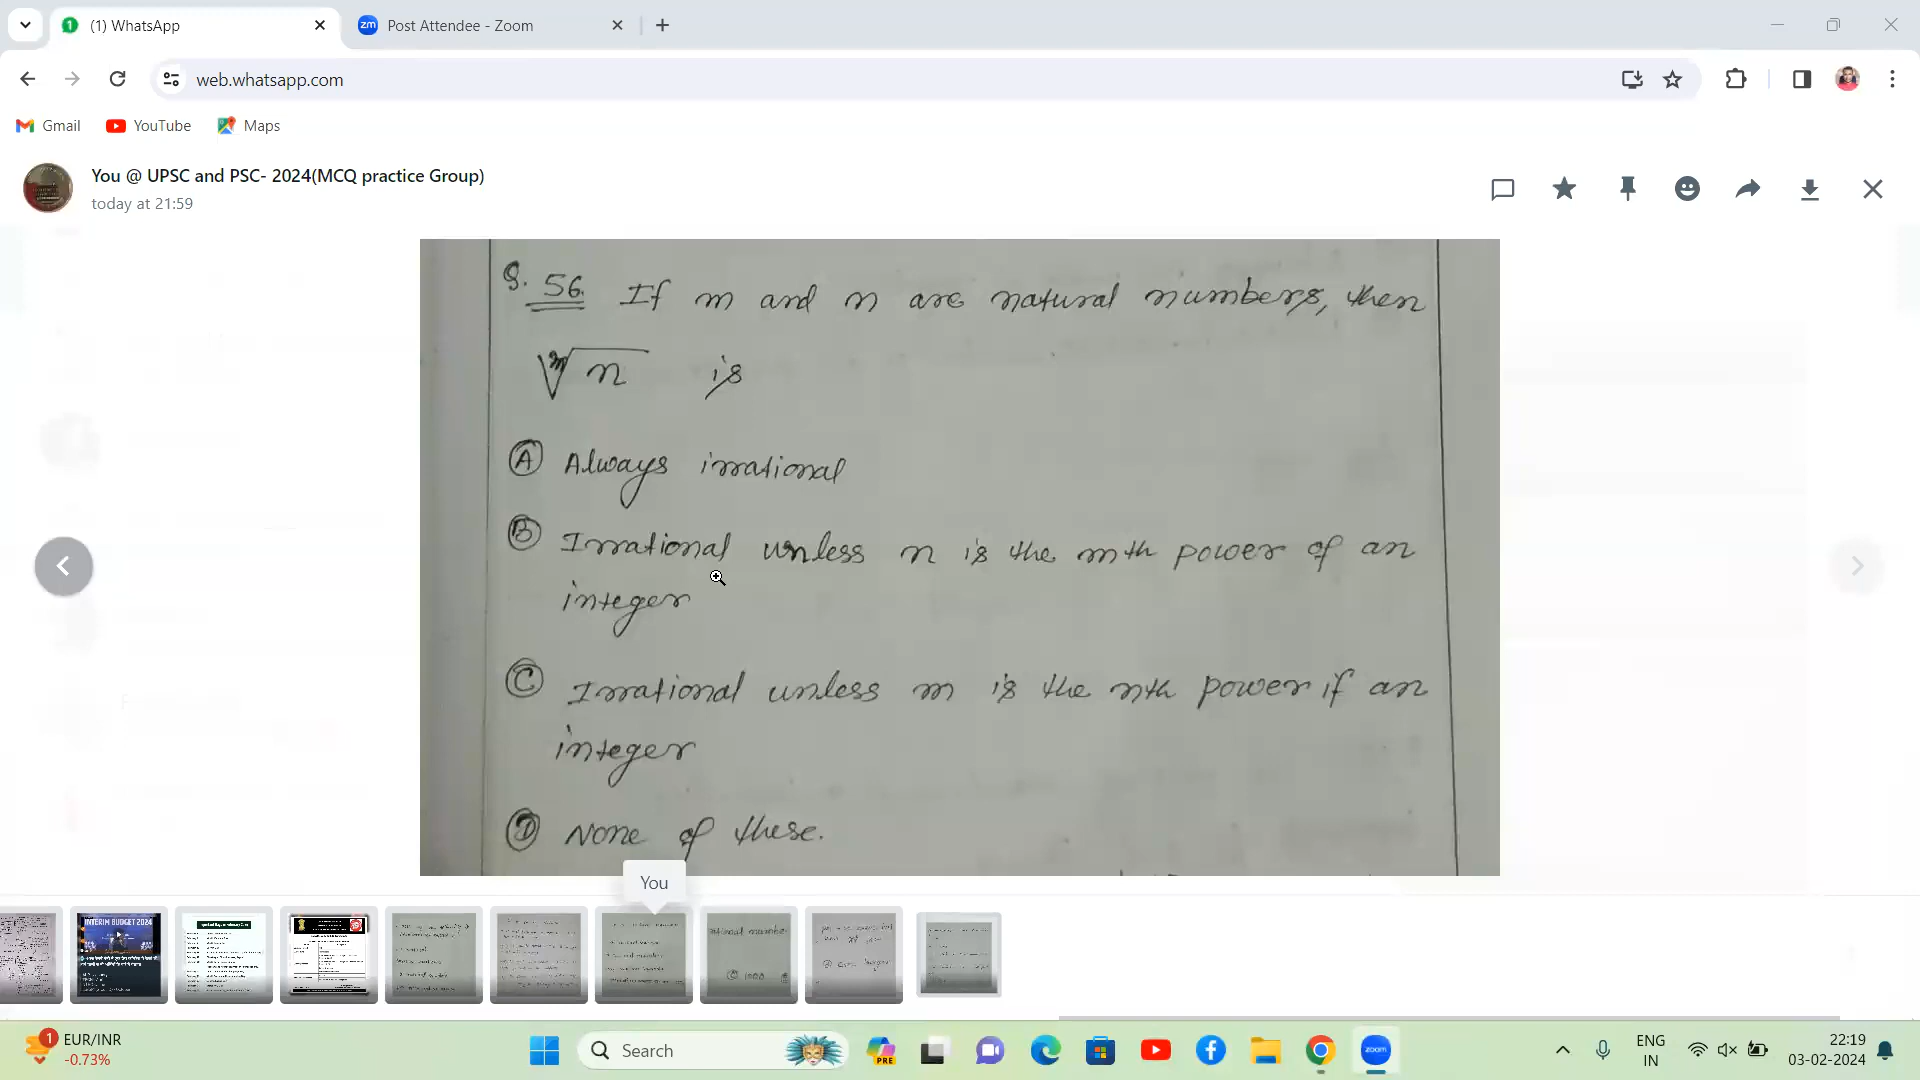 (1) WhatsApp
Post Attendee - Zoom
web.whatsapp.com
Gmail
YouTube
Maps
You @ UPSC and PSC- 2024(MCQ practice Group)
today at 21:59
Q. 56. If m and n are natural numbers, then
m√n is
A Always irrational
B Irrational unless n is the mth power of an
integer
C Irrational unless m is the nth power if an
integer
D None of these.
You
INTERIM BUDGET 2024
1
EUR/INR
-0.73%
Search
PRE
zoom
ENG
IN
22:19
03-02-2024